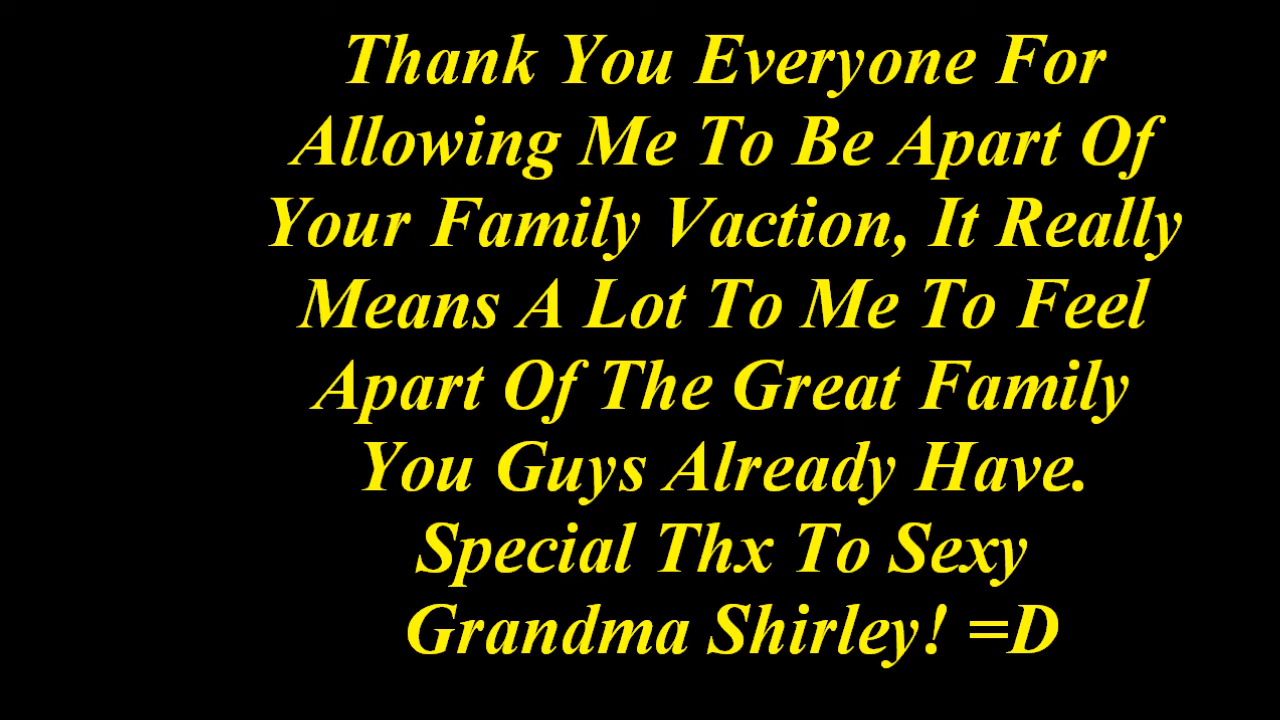 Thank You Everyone For
Allowing Me To Be Apart Of
Your Family Vaction, It Really
Means A Lot To Me To Feel
Apart Of The Great Family
You Guys Already Have.
Special Thx To Sexy
Grandma Shirley! =D